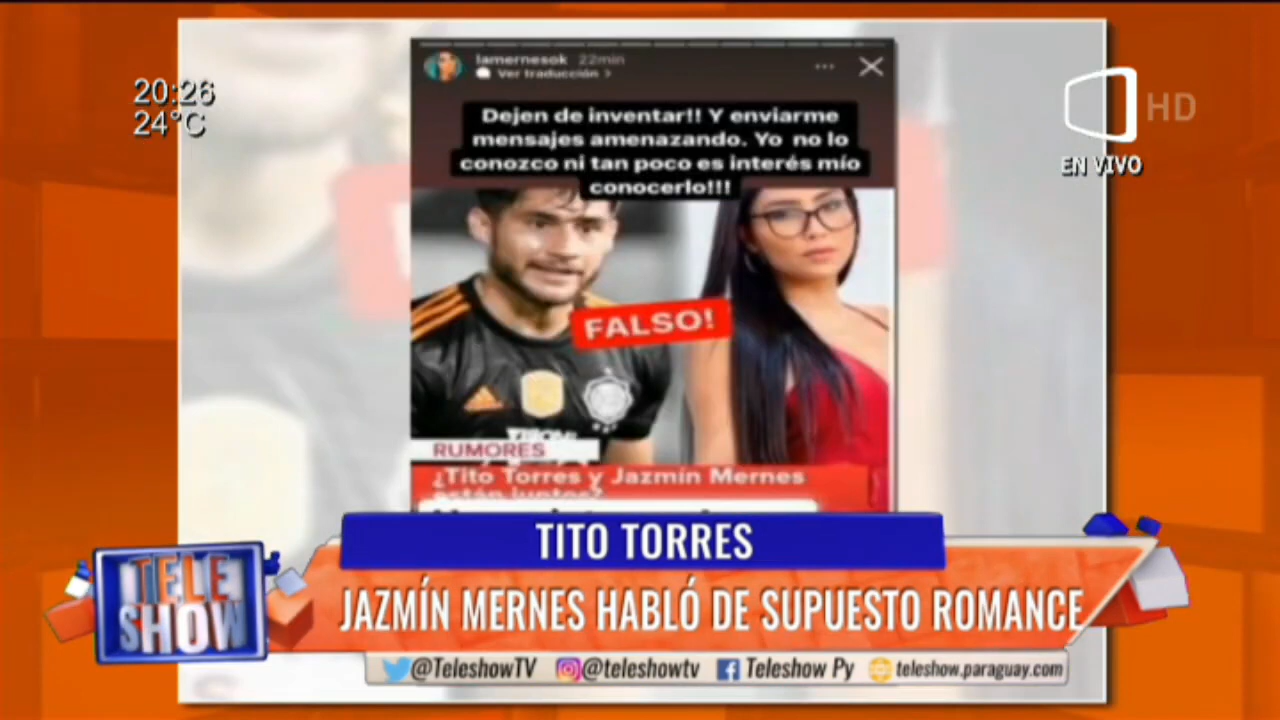 20:26
24°C
HD
EN VIVO
lamernesok 22min
Ver traducción >
Dejen de inventar!! Y enviarme
mensajes amenazando. Yo no lo
conozco ni tan poco es interés mío
conocerlo!!!
FALSO!
RUMORES
¿Tito Torres y Jazmín Mernes
están juntos?
TITO TORRES
JAZMÍN MERNES HABLÓ DE SUPUESTO ROMANCE
TELE
SHOW
@TeleshowTV @teleshowtv Teleshow Py teleshow.paraguay.com